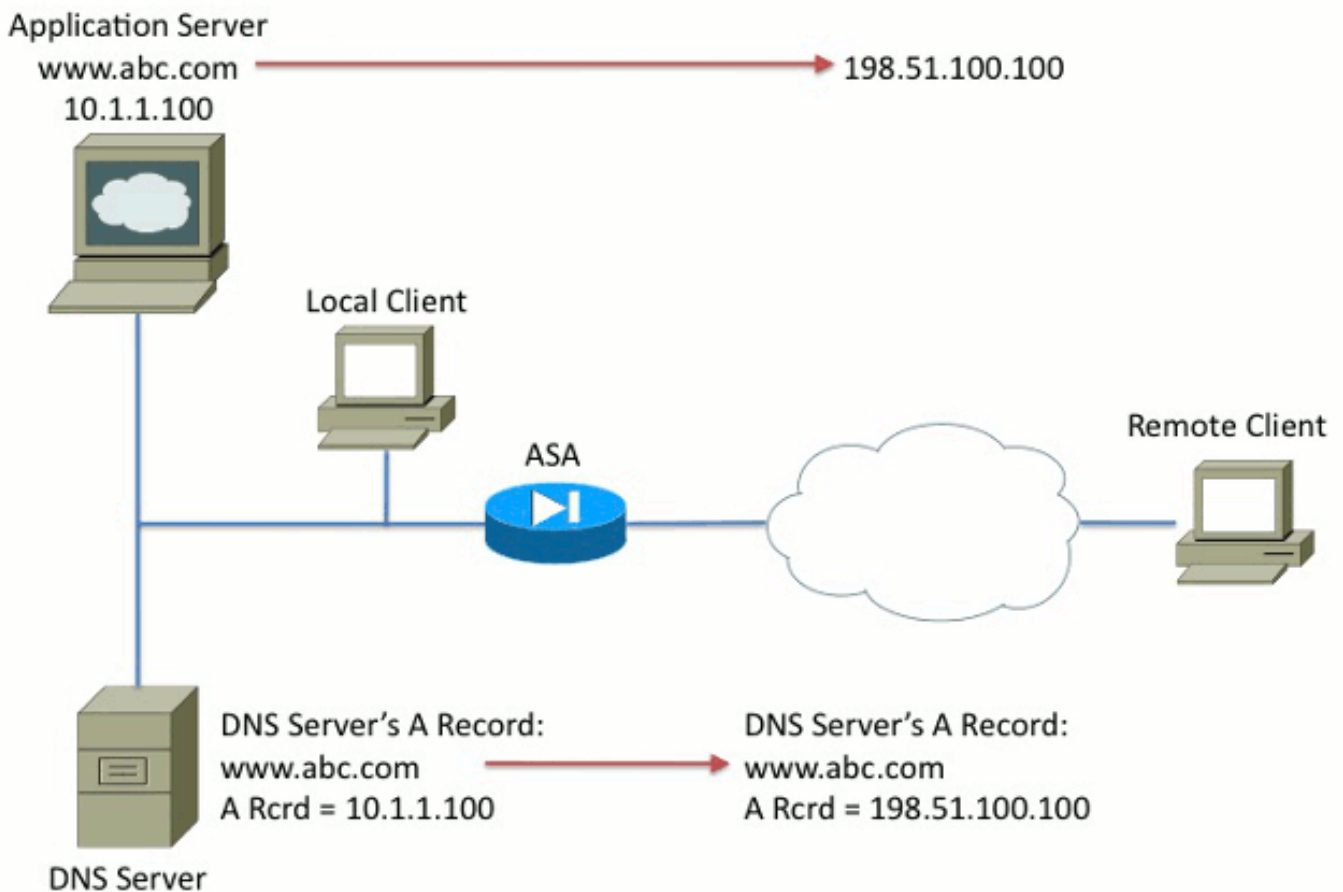 Application Server
www.abc.com
10.1.1.100
198.51.100.100
Local Client
ASA
Remote Client
DNS Server's A Record:
www.abc.com
A Rcrd = 10.1.1.100
DNS Server's A Record:
www.abc.com
A Rcrd = 198.51.100.100
DNS Server